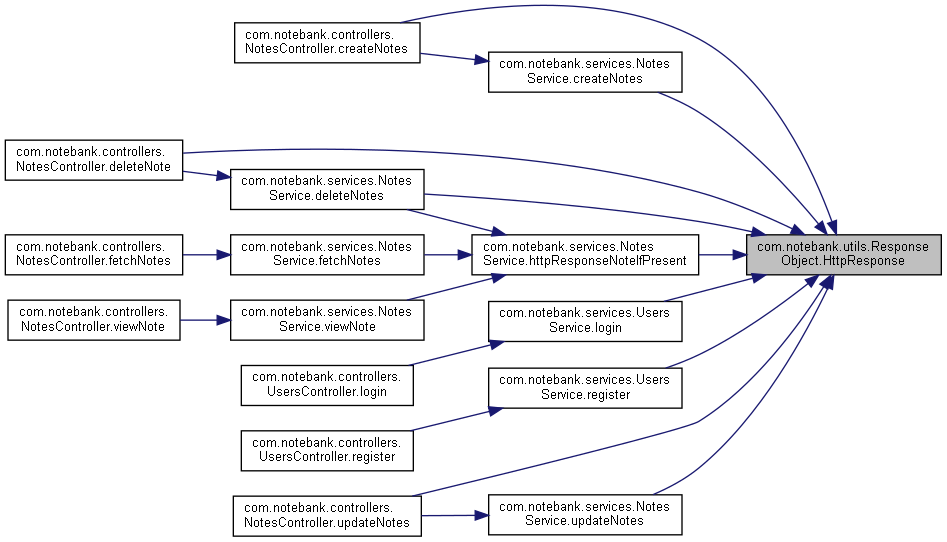 com.notebank.controllers.
NotesController.createNotes
com.notebank.services.Notes
Service.createNotes
com.notebank.controllers.
NotesController.deleteNote
com.notebank.services.Notes
Service.deleteNotes
com.notebank.controllers.
NotesController.fetchNotes
com.notebank.services.Notes
Service.fetchNotes
com.notebank.services.Notes
Service.httpResponseNoteIfPresent
com.notebank.utils.Response
Object.HttpResponse
com.notebank.controllers.
NotesController.viewNote
com.notebank.services.Notes
Service.viewNote
com.notebank.services.Users
Service.login
com.notebank.controllers.
UsersController.login
com.notebank.services.Users
Service.register
com.notebank.controllers.
UsersController.register
com.notebank.controllers.
NotesController.updateNotes
com.notebank.services.Notes
Service.updateNotes